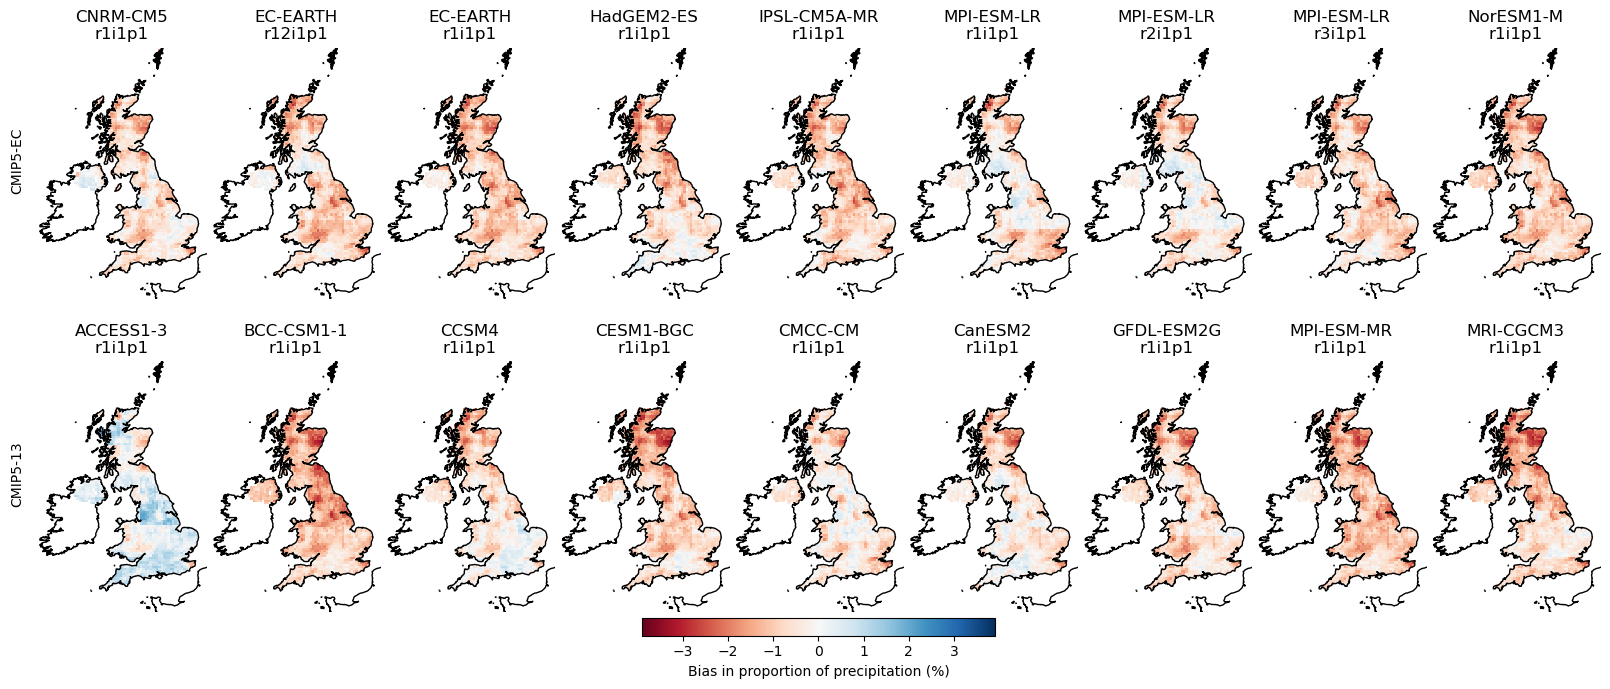 CNRM-CM5
r1i1p1
EC-EARTH
r12i1p1
EC-EARTH
r1i1p1
HadGEM2-ES
r1i1p1
IPSL-CM5A-MR
r1i1p1
MPI-ESM-LR
r1i1p1
MPI-ESM-LR
r2i1p1
MPI-ESM-LR
r3i1p1
NorESM1-M
r1i1p1
CMIP5-EC
ACCESS1-3
r1i1p1
BCC-CSM1-1
r1i1p1
CCSM4
r1i1p1
CESM1-BGC
r1i1p1
CMCC-CM
r1i1p1
CanESM2
r1i1p1
GFDL-ESM2G
r1i1p1
MPI-ESM-MR
r1i1p1
MRI-CGCM3
r1i1p1
CMIP5-13
−3 −2 −1 0 1 2 3
Bias in proportion of precipitation (%)